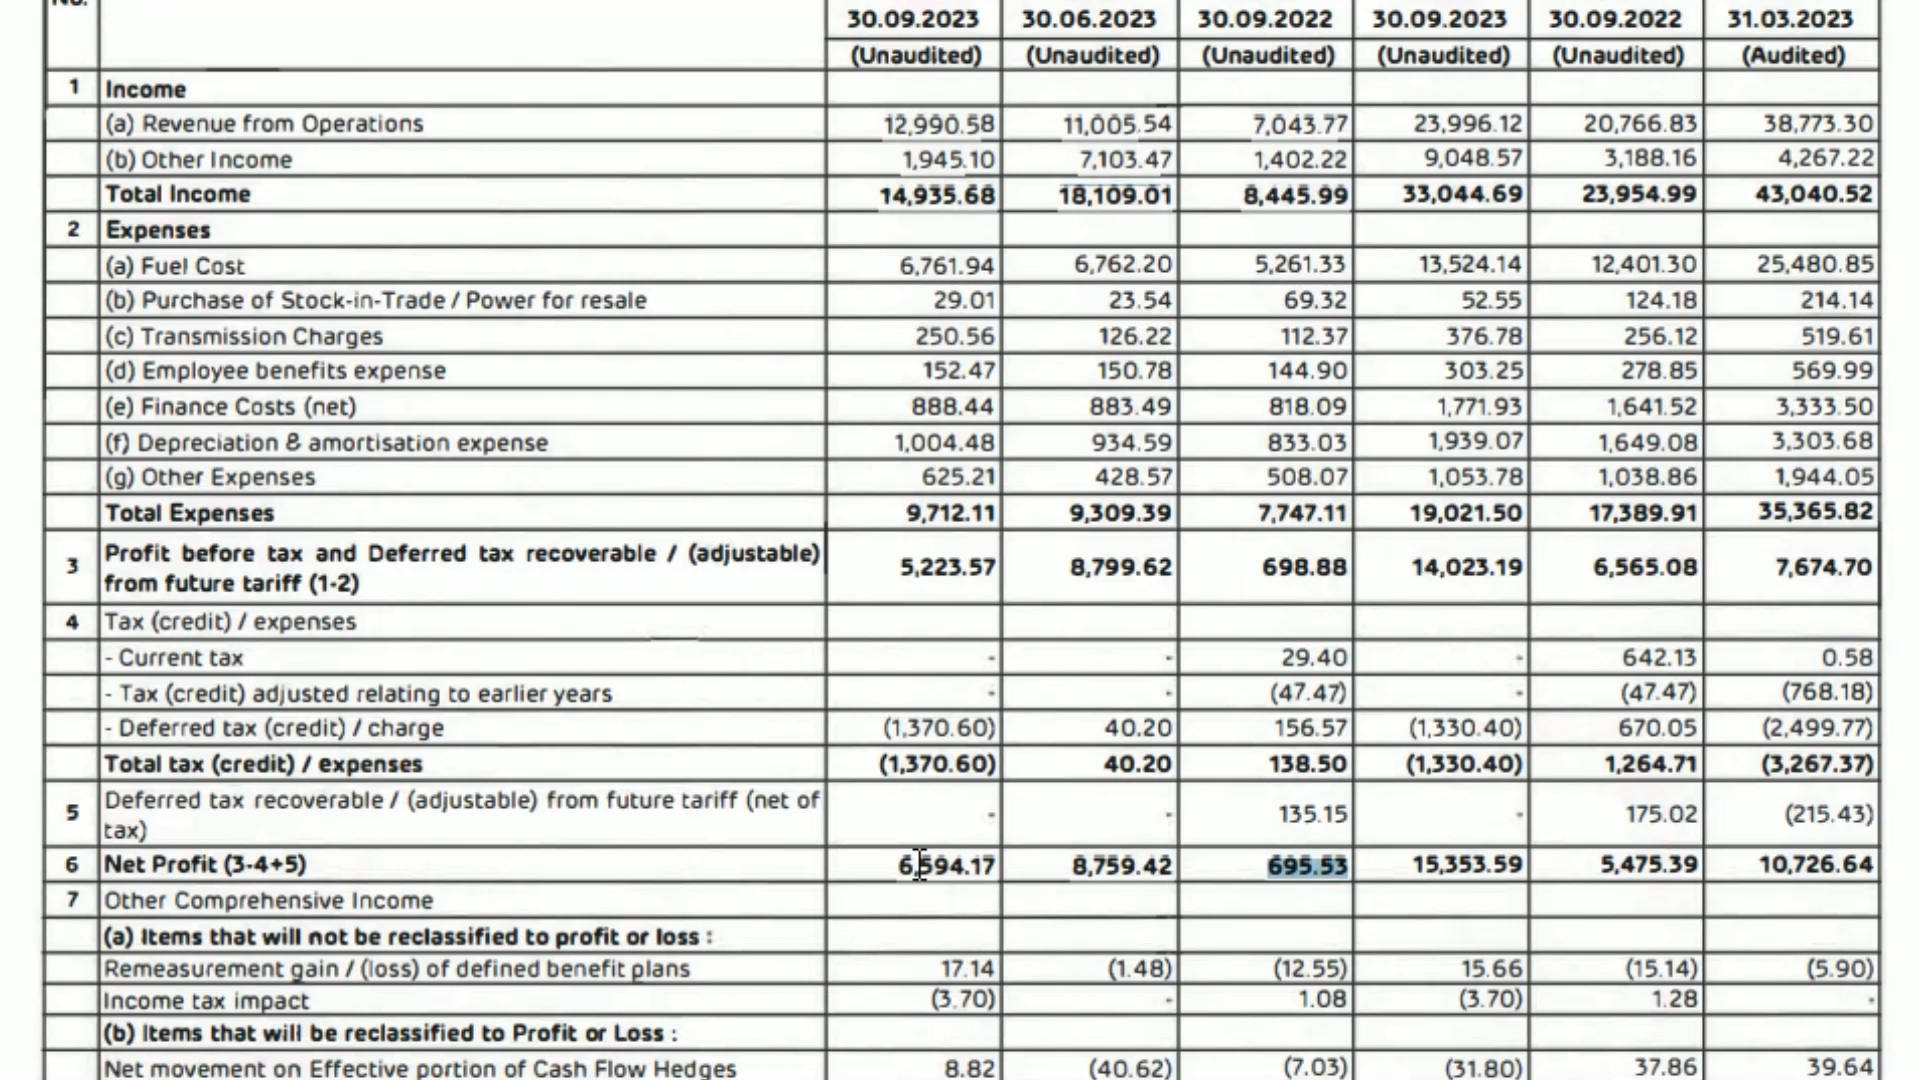 No.
30.09.2023 30.06.2023 30.09.2022 30.09.2023 30.09.2022 31.03.2023
(Unaudited) (Unaudited) (Unaudited) (Unaudited) (Unaudited) (Audited)
1 Income
(a) Revenue from Operations 12,990.58 11,005.54 7,043.77 23,996.12 20,766.83 38,773.30
(b) Other Income 1,945.10 7,103.47 1,402.22 9,048.57 3,188.16 4,267.22
Total Income 14,935.68 18,109.01 8,445.99 33,044.69 23,954.99 43,040.52
2 Expenses
(a) Fuel Cost 6,761.94 6,762.20 5,261.33 13,524.14 12,401.30 25,480.85
(b) Purchase of Stock-in-Trade / Power for resale 29.01 23.54 69.32 52.55 124.18 214.14
(c) Transmission Charges 250.56 126.22 112.37 376.78 256.12 519.61
(d) Employee benefits expense 152.47 150.78 144.90 303.25 278.85 569.99
(e) Finance Costs (net) 888.44 883.49 818.09 1,771.93 1,641.52 3,333.50
(f) Depreciation & amortisation expense 1,004.48 934.59 833.03 1,939.07 1,649.08 3,303.68
(g) Other Expenses 625.21 428.57 508.07 1,053.78 1,038.86 1,944.05
Total Expenses 9,712.11 9,309.39 7,747.11 19,021.50 17,389.91 35,365.82
3 Profit before tax and Deferred tax recoverable / (adjustable)
from future tariff (1-2) 5,223.57 8,799.62 698.88 14,023.19 6,565.08 7,674.70
4 Tax (credit) / expenses
- Current tax - - 29.40 - 642.13 0.58
- Tax (credit) adjusted relating to earlier years - - (47.47) - (47.47) (768.18)
- Deferred tax (credit) / charge (1,370.60) 40.20 156.57 (1,330.40) 670.05 (2,499.77)
Total tax (credit) / expenses (1,370.60) 40.20 138.50 (1,330.40) 1,264.71 (3,267.37)
5 Deferred tax recoverable / (adjustable) from future tariff (net of
tax) - - 135.15 - 175.02 (215.43)
6 Net Profit (3-4+5) 6,594.17 8,759.42 695.53 15,353.59 5,475.39 10,726.64
7 Other Comprehensive Income
(a) Items that will not be reclassified to profit or loss :
Remeasurement gain / (loss) of defined benefit plans 17.14 (1.48) (12.55) 15.66 (15.14) (5.90)
Income tax impact (3.70) - 1.08 (3.70) 1.28 -
(b) Items that will be reclassified to Profit or Loss :
Net movement on Effective portion of Cash Flow Hedges 8.82 (40.62) (7.03) (31.80) 37.86 39.64